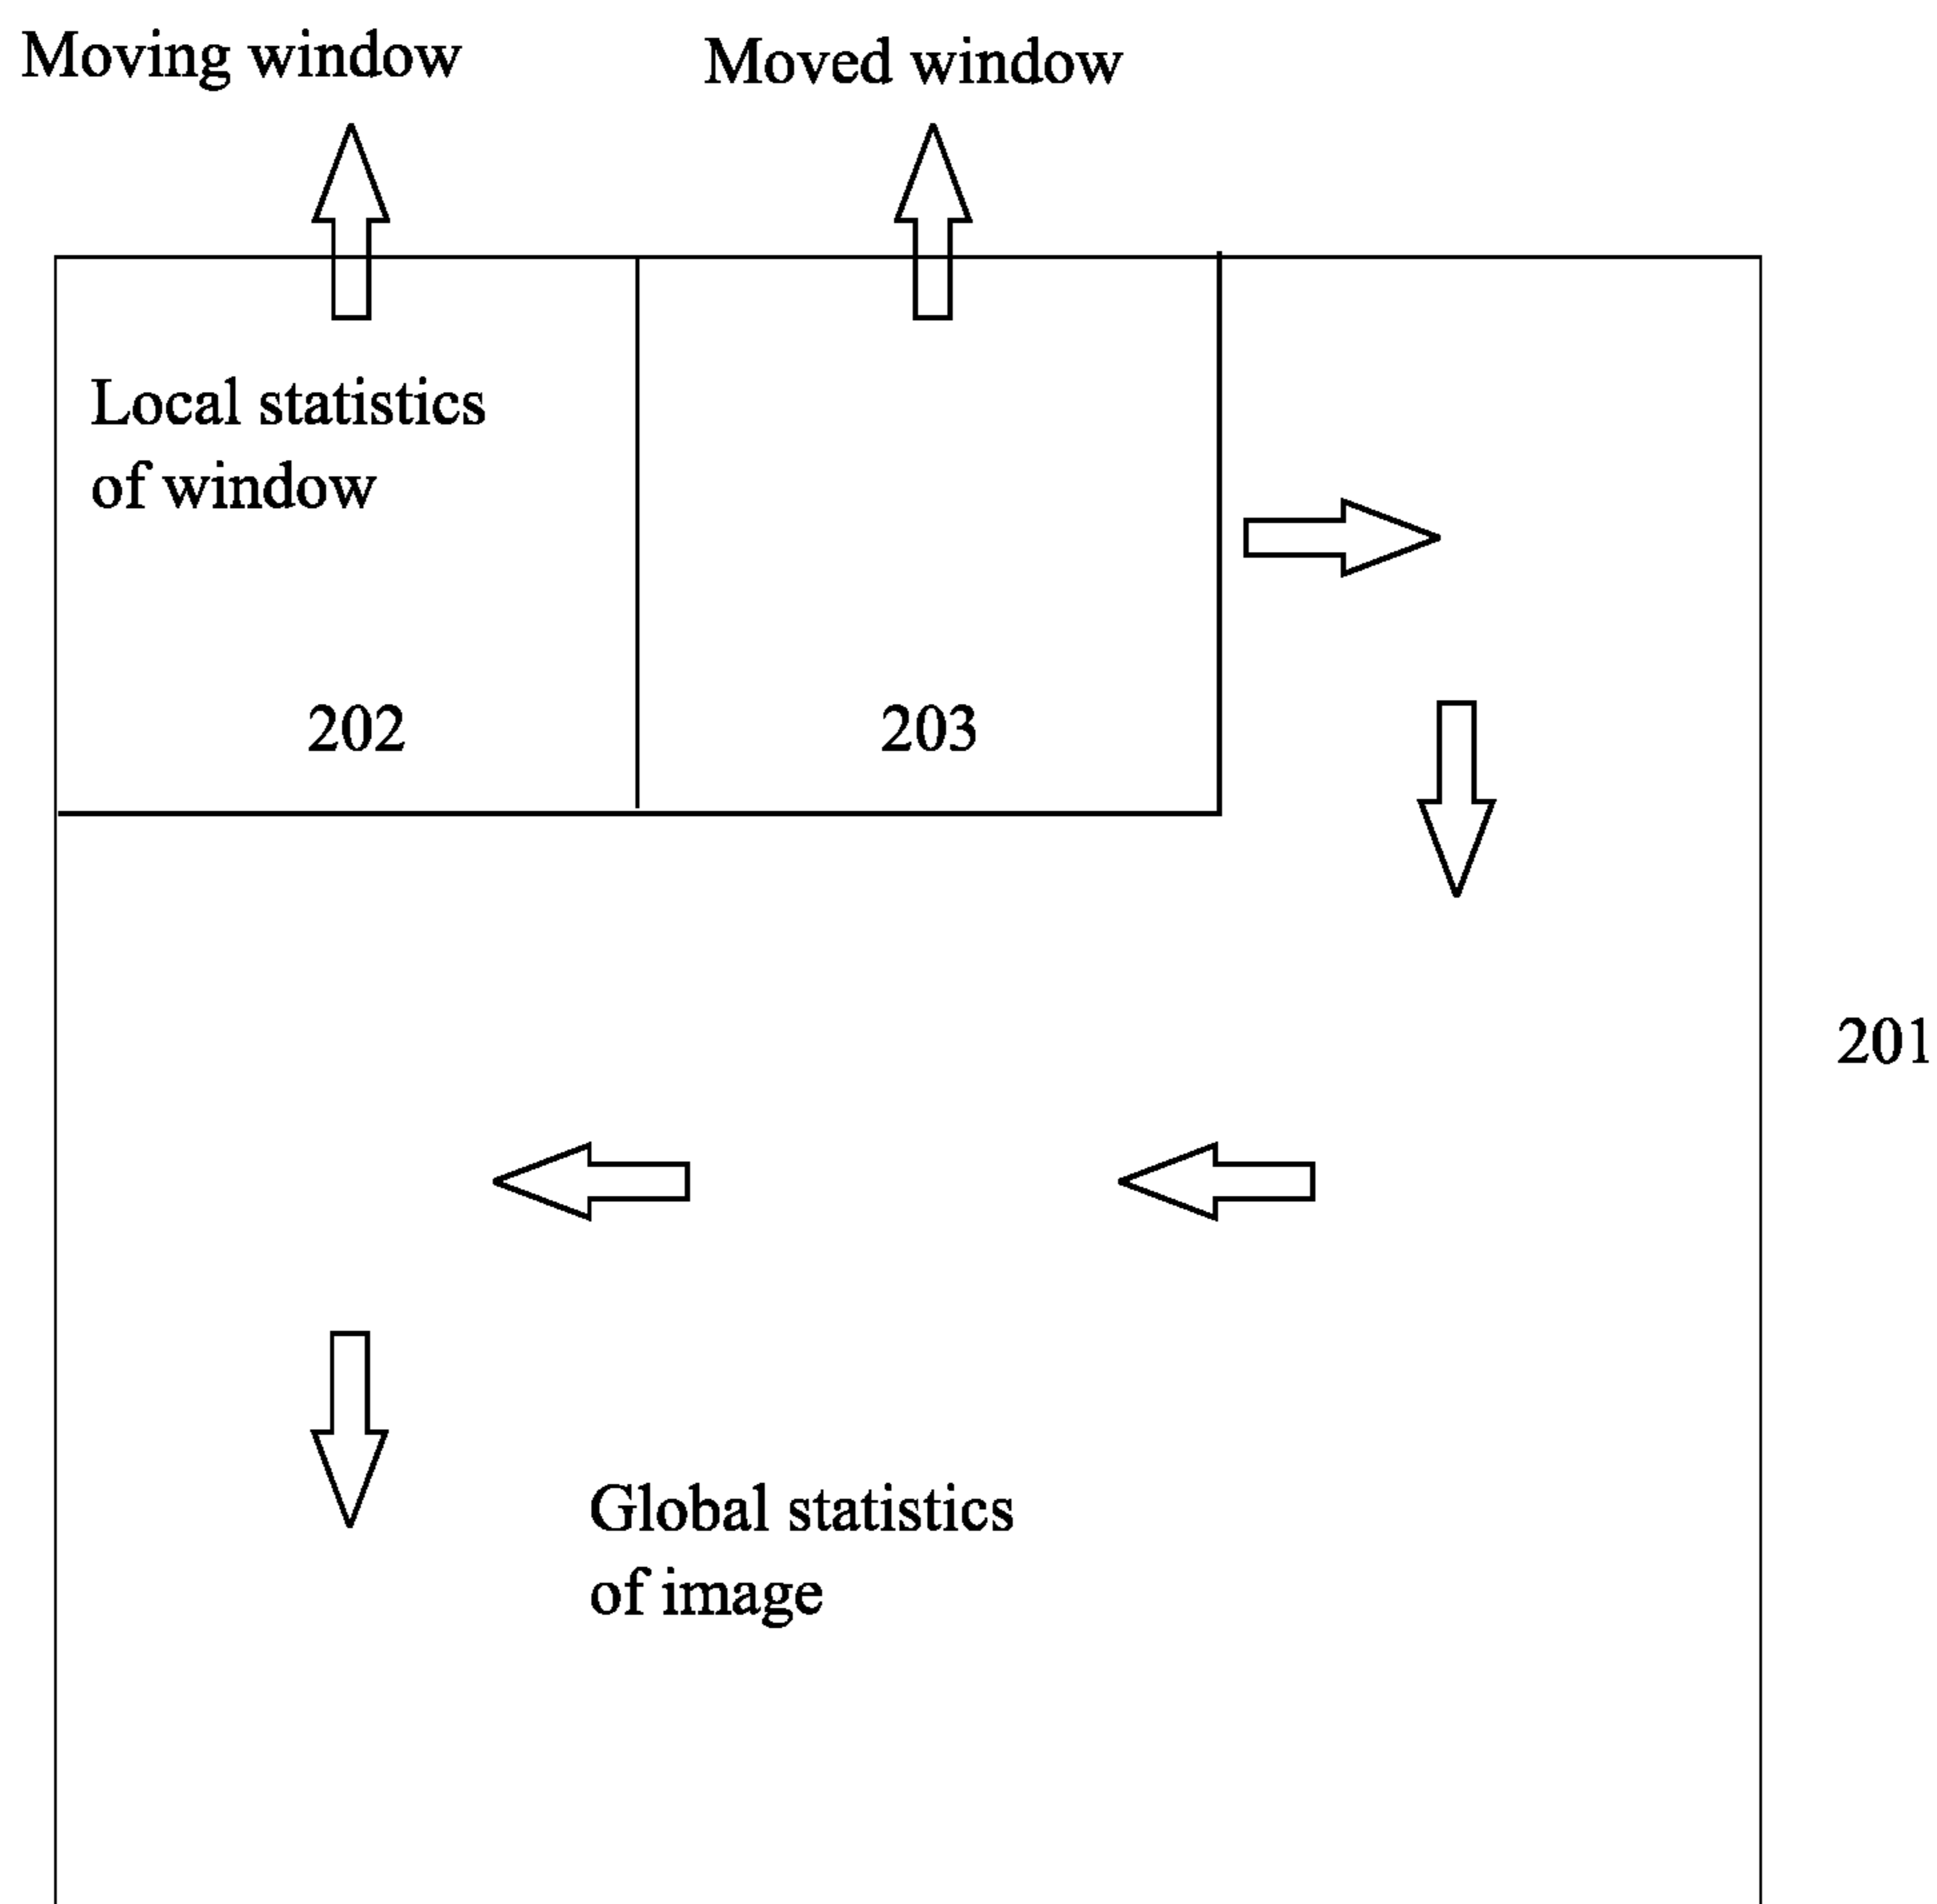 Moving window
Moved window
Local statistics
of window
202
203
201
Global statistics
of image